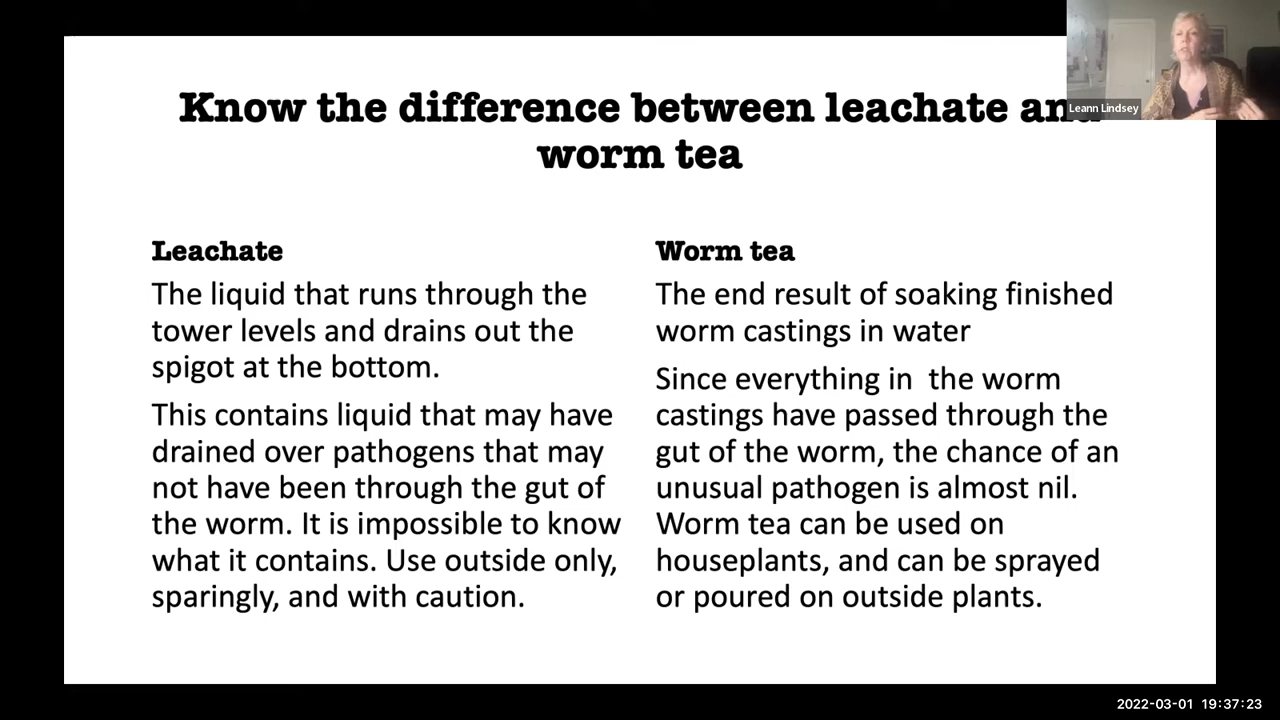 Leann Lindsey
Know the difference between leachate and
worm tea
Leachate
The liquid that runs through the
tower levels and drains out the
spigot at the bottom.
This contains liquid that may have
drained over pathogens that may
not have been through the gut of
the worm. It is impossible to know
what it contains. Use outside only,
sparingly, and with caution.
Worm tea
The end result of soaking finished
worm castings in water
Since everything in  the worm
castings have passed through the
gut of the worm, the chance of an
unusual pathogen is almost nil.
Worm tea can be used on
houseplants, and can be sprayed
or poured on outside plants.
2022-03-01 19:37:23